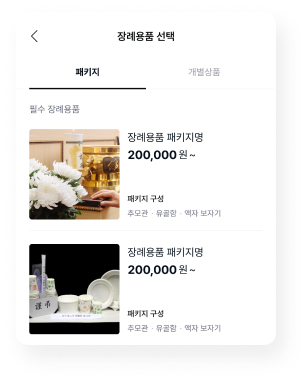 장례용품 선택
패키지
개별상품
필수 장례용품
장례용품 패키지명
200,000원 ~
패키지 구성
추모관 · 유골함 · 액자 보자기
장례용품 패키지명
200,000원 ~
패키지 구성
추모관 · 유골함 · 액자 보자기